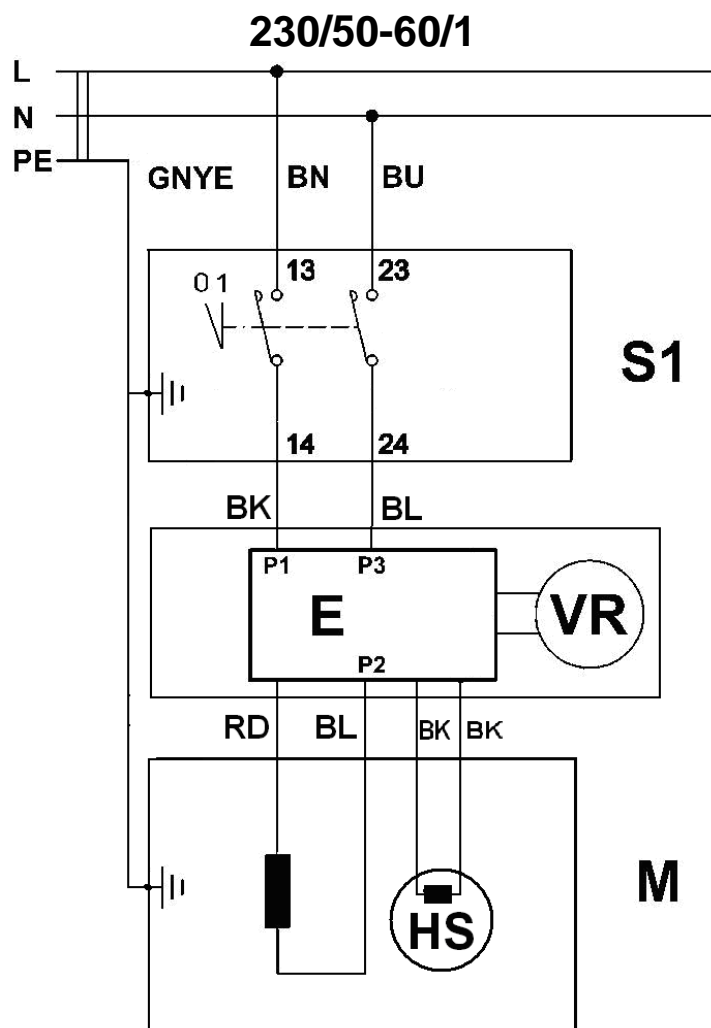 230/50-60/1
L
N
PE
GNYE BN BU
13 23
0 1
S1
14 24
BK BL
P1 P3
E VR
P2
RD BL BK BK
M
HS